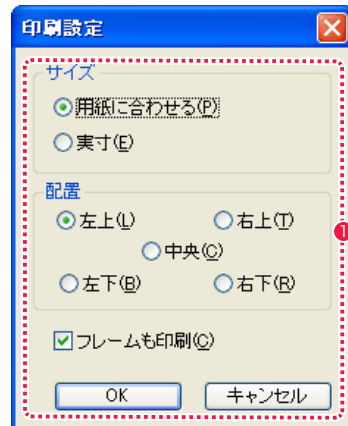 印刷設定
サイズ
用紙に合わせる(P)
実寸(E)
配置
左上(L) 右上(T)
中央(C)
左下(B) 右下(R)
フレームも印刷(C)
OK キャンセル
1